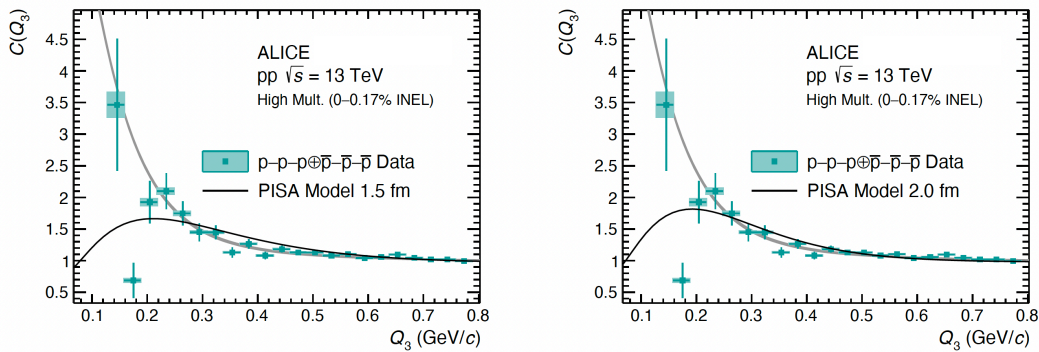 C(Q₃)
4.5
4
3.5
3
2.5
2
1.5
1
0.5
ALICE
pp √s = 13 TeV
High Mult. (0–0.17% INEL)
p–p–p⊕p̅–p̅–p̅ Data
PISA Model 1.5 fm
0.1 0.2 0.3 0.4 0.5 0.6 0.7 0.8
Q₃ (GeV/c)
C(Q₃)
4.5
4
3.5
3
2.5
2
1.5
1
0.5
ALICE
pp √s = 13 TeV
High Mult. (0–0.17% INEL)
p–p–p⊕p̅–p̅–p̅ Data
PISA Model 2.0 fm
0.1 0.2 0.3 0.4 0.5 0.6 0.7 0.8
Q₃ (GeV/c)